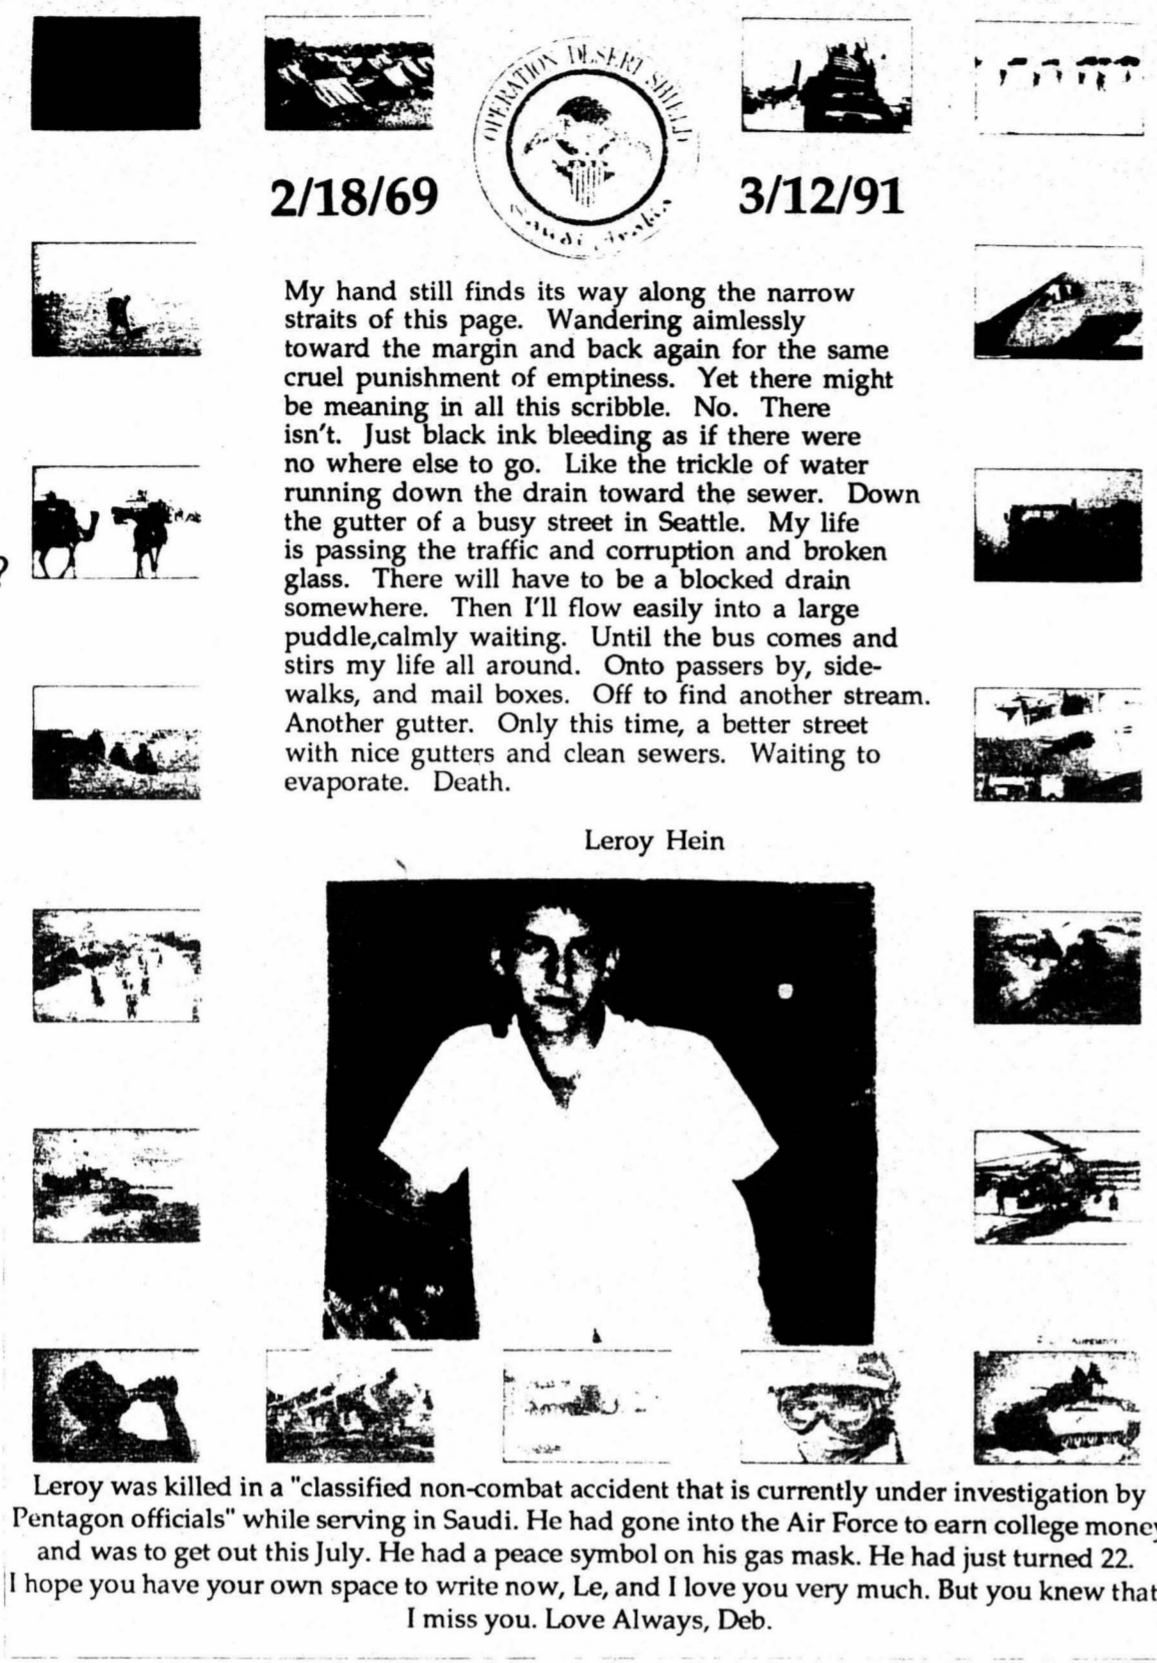 OPERATION DESERT SHIELD
Saudi Arabia
2/18/69
3/12/91
My hand still finds its way along the narrow
straits of this page. Wandering aimlessly
toward the margin and back again for the same
cruel punishment of emptiness. Yet there might
be meaning in all this scribble. No. There
isn't. Just black ink bleeding as if there were
no where else to go. Like the trickle of water
running down the drain toward the sewer. Down
the gutter of a busy street in Seattle. My life
is passing the traffic and corruption and broken
glass. There will have to be a blocked drain
somewhere. Then I'll flow easily into a large
puddle,calmly waiting. Until the bus comes and
stirs my life all around. Onto passers by, side-
walks, and mail boxes. Off to find another stream.
Another gutter. Only this time, a better street
with nice gutters and clean sewers. Waiting to
evaporate. Death.
Leroy Hein
Leroy was killed in a "classified non-combat accident that is currently under investigation by
Pentagon officials" while serving in Saudi. He had gone into the Air Force to earn college money
and was to get out this July. He had a peace symbol on his gas mask. He had just turned 22.
I hope you have your own space to write now, Le, and I love you very much. But you knew that
I miss you. Love Always, Deb.